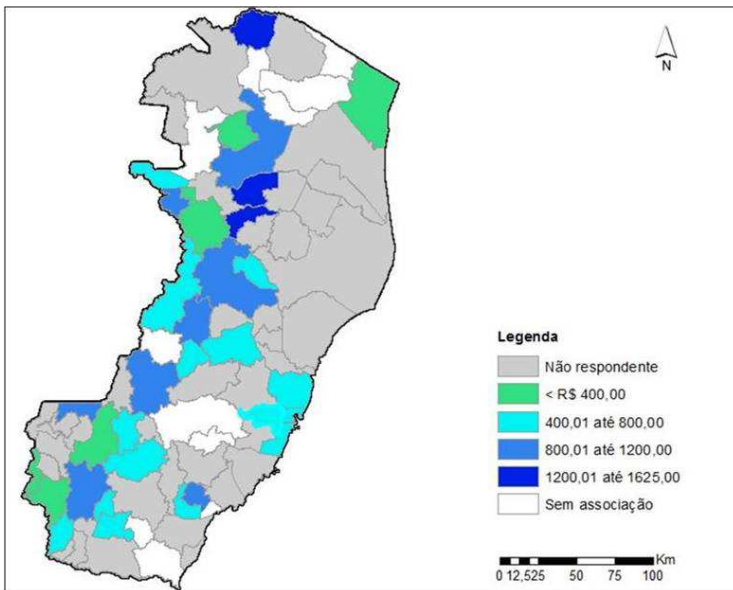 N
Legenda
Não respondente
< R$ 400,00
400,01 até 800,00
800,01 até 1200,00
1200,01 até 1625,00
Sem associação
Km
0 12,525 50 75 100